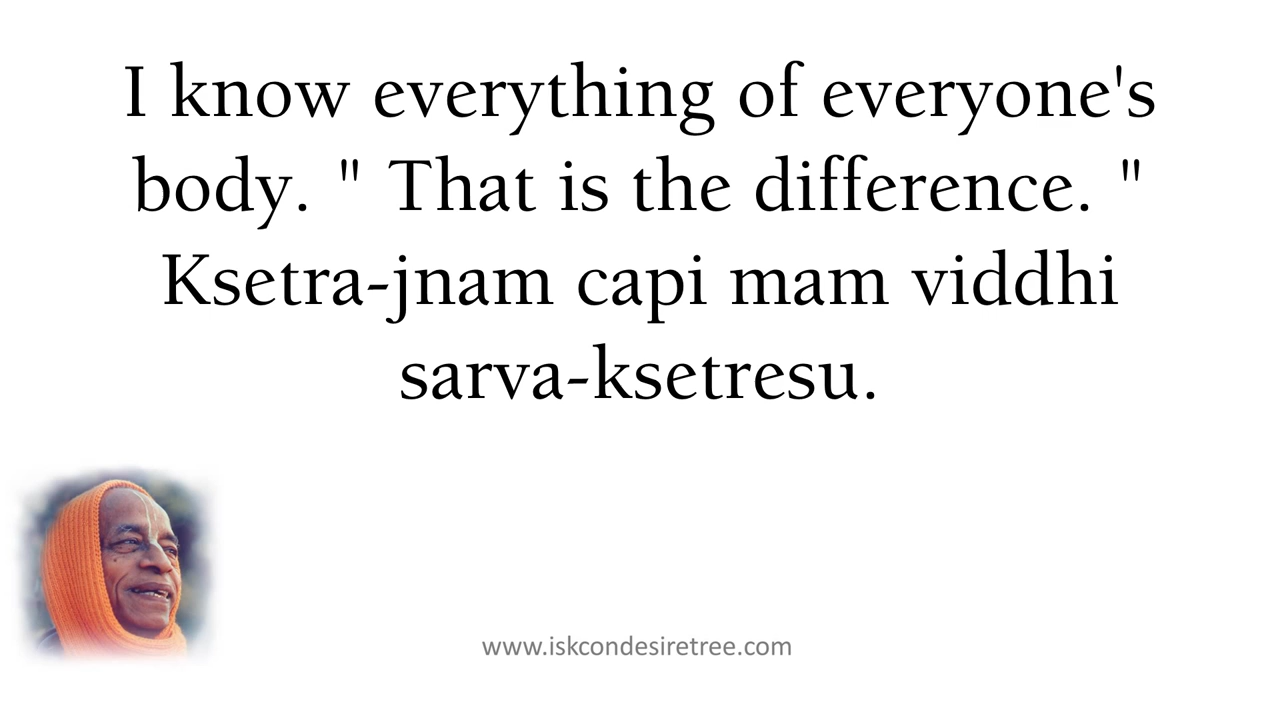 I know everything of everyone's
body. " That is the difference. "
Ksetra-jnam capi mam viddhi
sarva-ksetresu.
www.iskcondesiretree.com